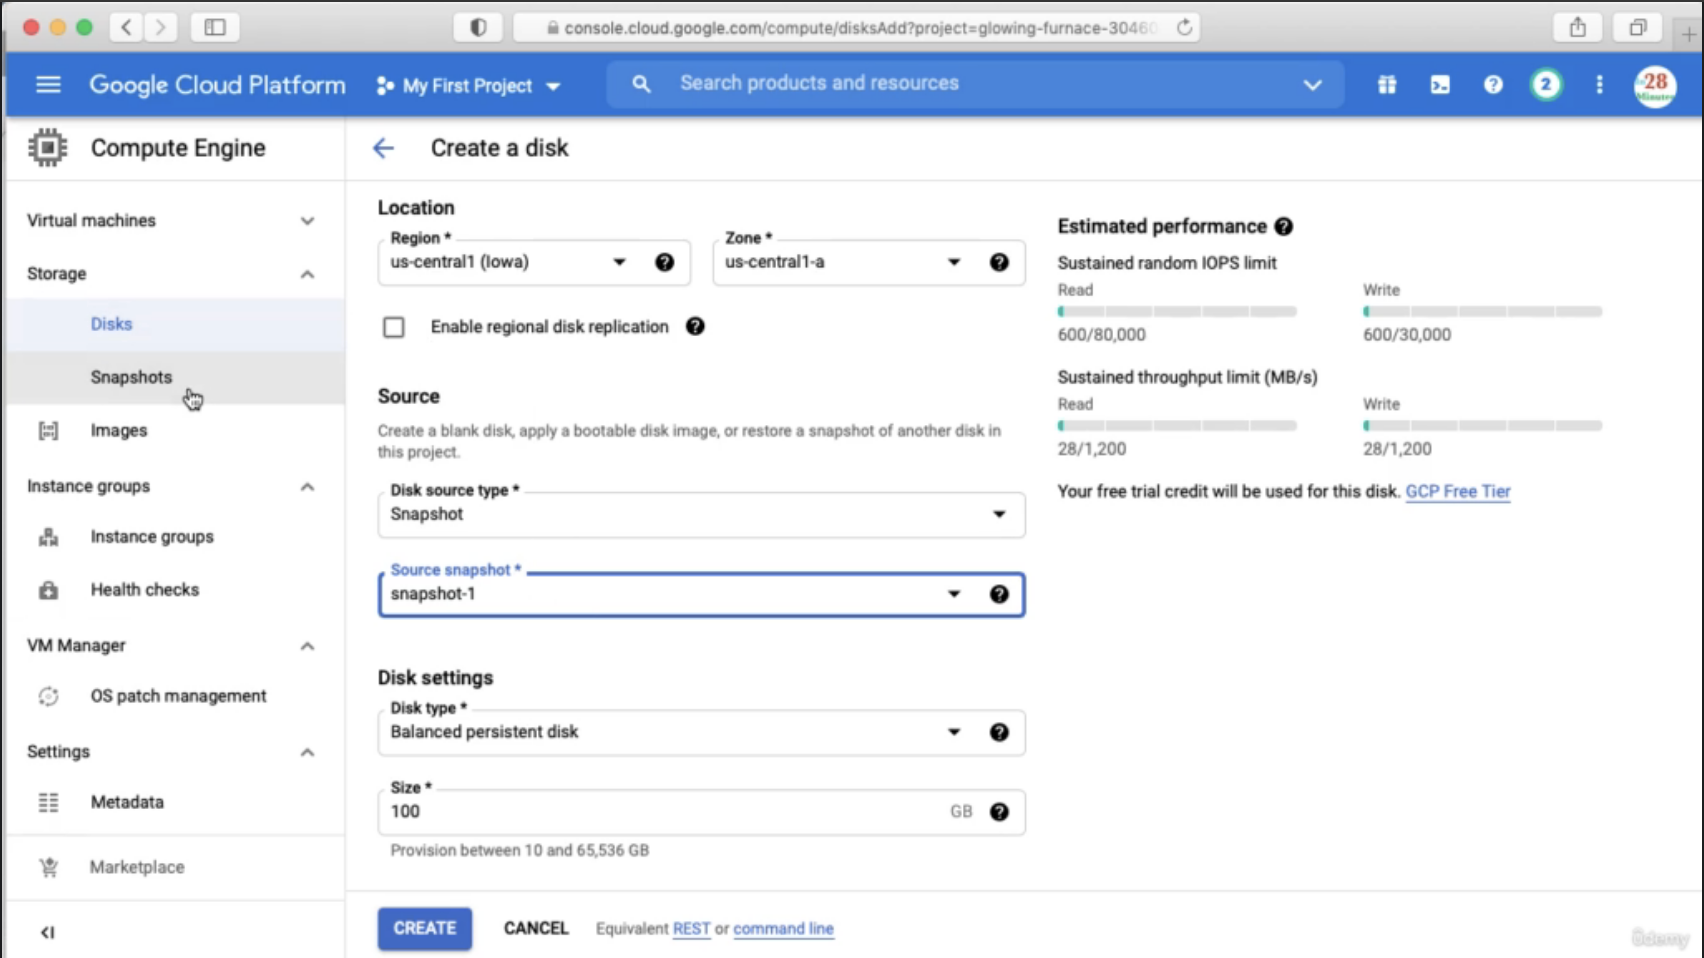 console.cloud.google.com/compute/disksAdd?project=glowing-furnace-30460
Google Cloud Platform
My First Project
Search products and resources
2
28
Minutes
Compute Engine
Create a disk
Virtual machines
Storage
Disks
Snapshots
Images
Instance groups
Instance groups
Health checks
VM Manager
OS patch management
Settings
Metadata
Marketplace
Location
Region *
us-central1 (Iowa)
Zone *
us-central1-a
Enable regional disk replication
Source
Create a blank disk, apply a bootable disk image, or restore a snapshot of another disk in
this project.
Disk source type *
Snapshot
Source snapshot *
snapshot-1
Disk settings
Disk type *
Balanced persistent disk
Size *
100 GB
Provision between 10 and 65,536 GB
CREATE CANCEL Equivalent REST or command line
Estimated performance
Sustained random IOPS limit
Read Write
600/80,000 600/30,000
Sustained throughput limit (MB/s)
Read Write
28/1,200 28/1,200
Your free trial credit will be used for this disk. GCP Free Tier
ûdemy